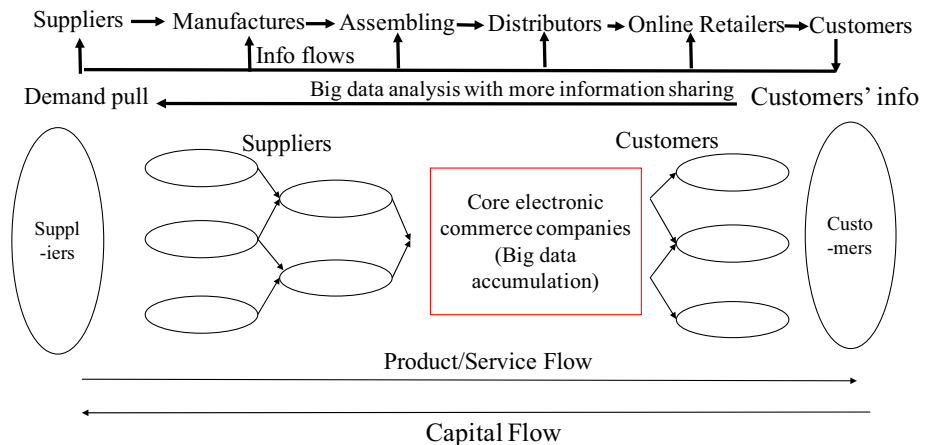 Suppliers Manufactures Assembling Distributors Online Retailers Customers
Info flows
Big data analysis with more information sharing
Demand pull Customers’ info
Suppliers Customers
Suppl
-iers
Core electronic
commerce companies
(Big data
accumulation)
Custo
-mers
Product/Service Flow
Capital Flow